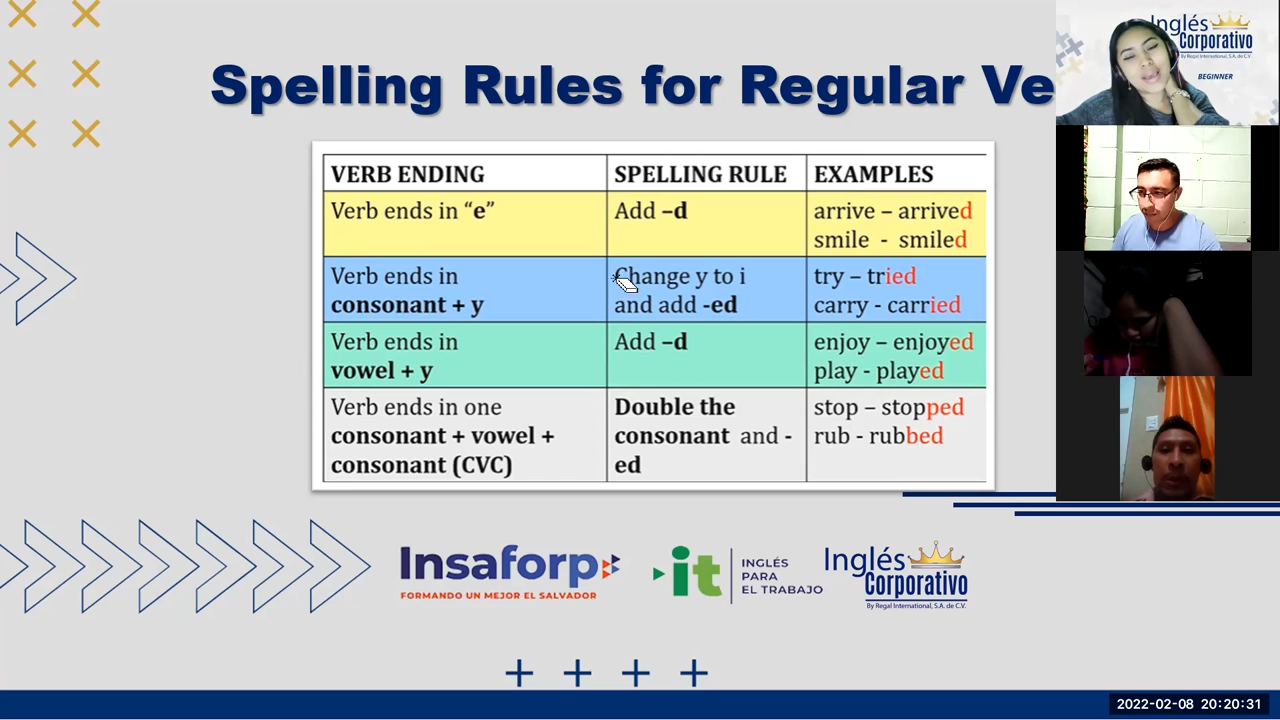 Spelling Rules for Regular Ve
VERB ENDING SPELLING RULE EXAMPLES
Verb ends in “e” Add –d arrive – arrived
smile - smiled
Verb ends in Change y to i try – tried
consonant + y and add -ed carry - carried
Verb ends in Add –d enjoy – enjoyed
vowel + y play - played
Verb ends in one Double the stop – stopped
consonant + vowel + consonant and - rub - rubbed
consonant (CVC) ed
Inglés
Corporativo
By Regal International, S.A. de C.V.
BEGINNER
Insaforp
FORMANDO UN MEJOR EL SALVADOR
it
INGLÉS
PARA
EL TRABAJO
Inglés
Corporativo
By Regal International, S.A. de C.V.
2022-02-08 20:20:31